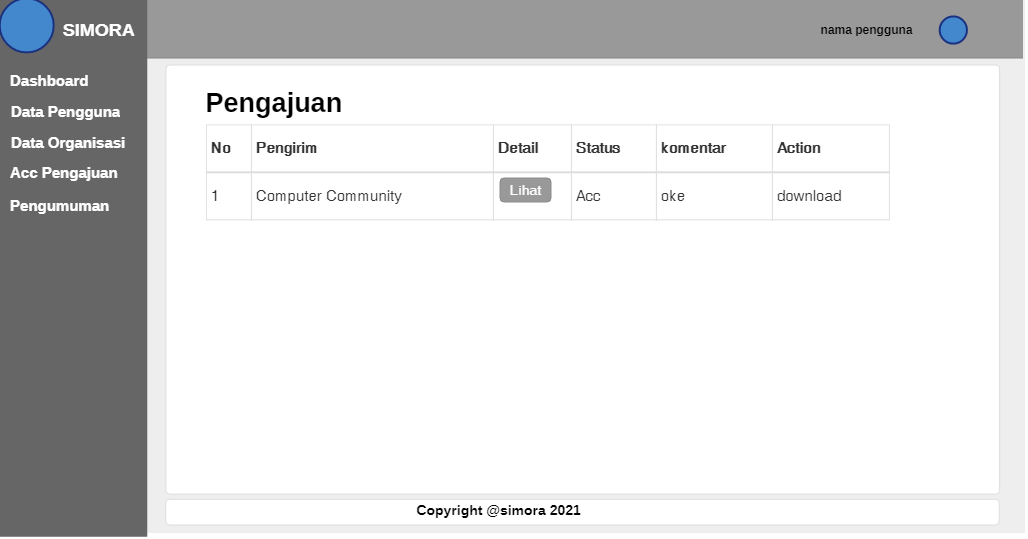 SIMORA
nama pengguna
Dashboard
Data Pengguna
Data Organisasi
Acc Pengajuan
Pengumuman
Pengajuan
No Pengirim Detail Status komentar Action
1 Computer Community Lihat Acc oke download
Copyright @simora 2021